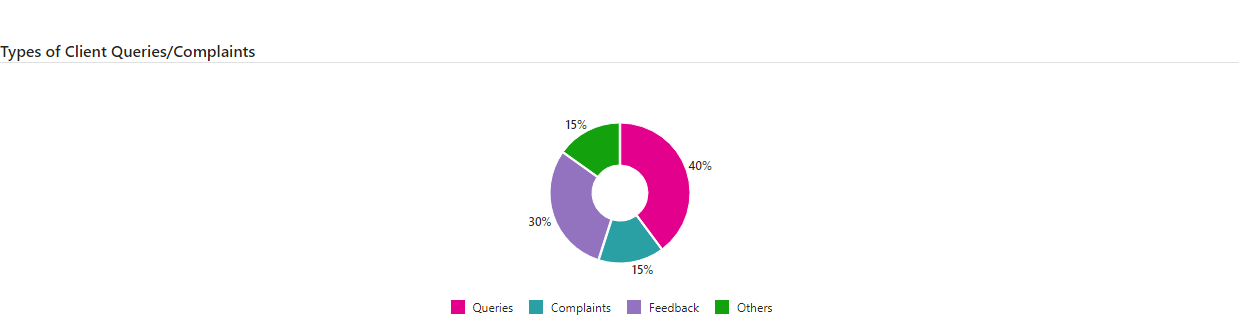 Types of Client Queries/Complaints
15%
40%
30%
15%
Queries
Complaints
Feedback
Others